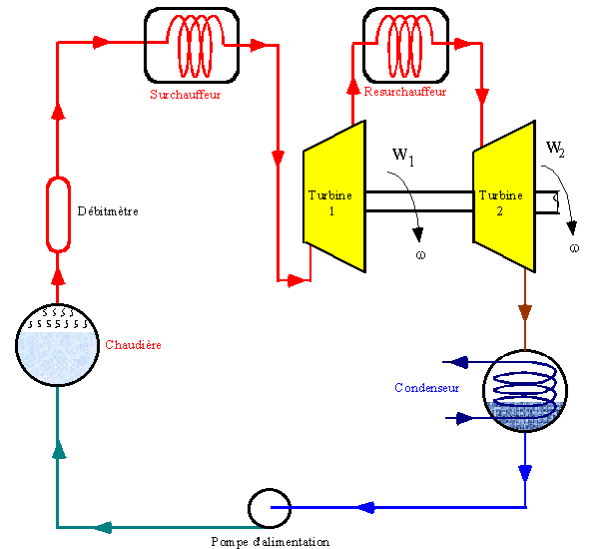 Surchauffeur
Resurchauffeur
W1
W2
Turbine
1
Turbine
2
ω
ω
Débitmètre
Chaudière
Condenseur
Pompe d'alimentation